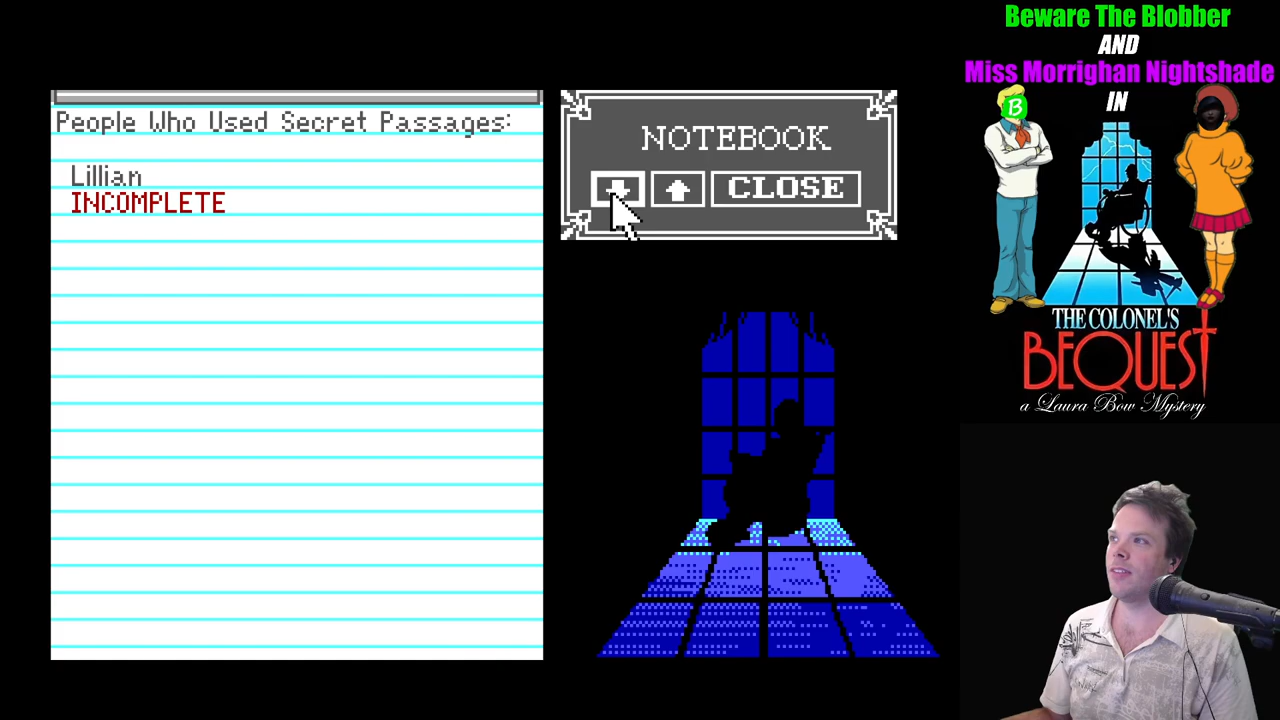 People Who Used Secret Passages:
Lillian
INCOMPLETE
NOTEBOOK
CLOSE
Beware The Blobber
AND
Miss Morrighan Nightshade
IN
B
THE COLONEL'S
BEQUEST
a Laura Bow Mystery